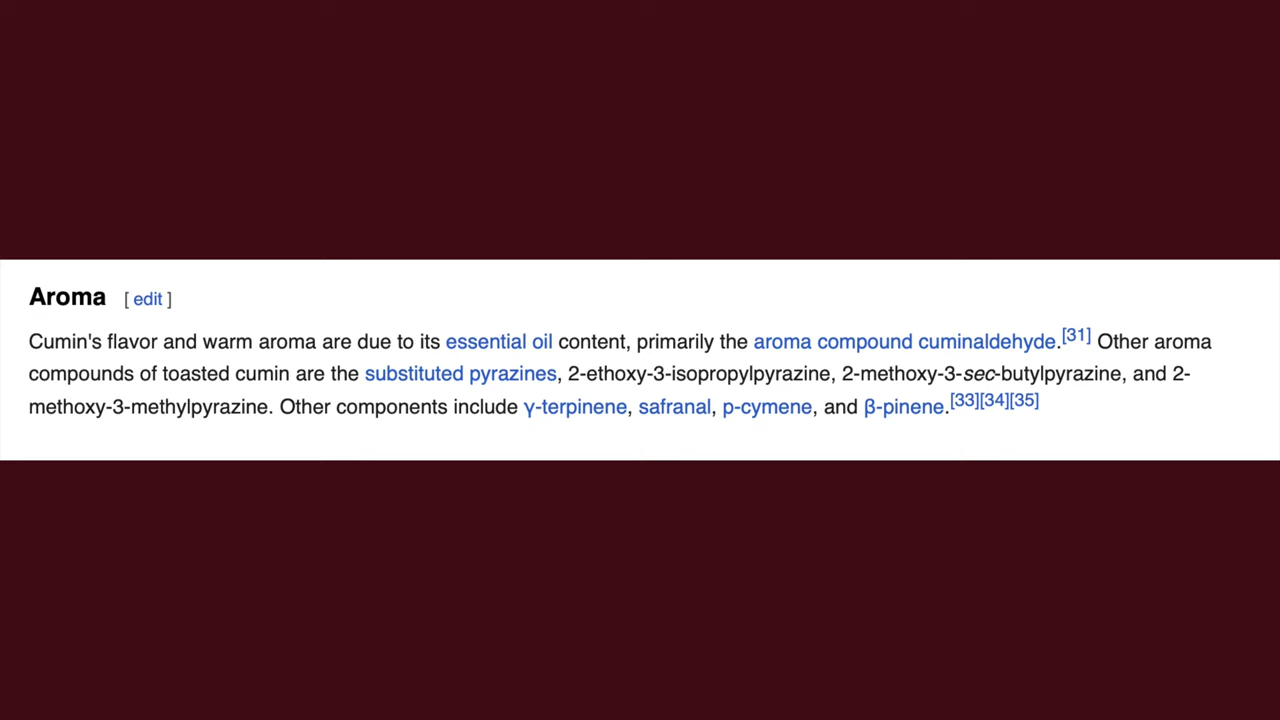 Aroma [ edit ]
Cumin's flavor and warm aroma are due to its essential oil content, primarily the aroma compound cuminaldehyde.[31] Other aroma
compounds of toasted cumin are the substituted pyrazines, 2-ethoxy-3-isopropylpyrazine, 2-methoxy-3-sec-butylpyrazine, and 2-
methoxy-3-methylpyrazine. Other components include γ-terpinene, safranal, p-cymene, and β-pinene.[33][34][35]